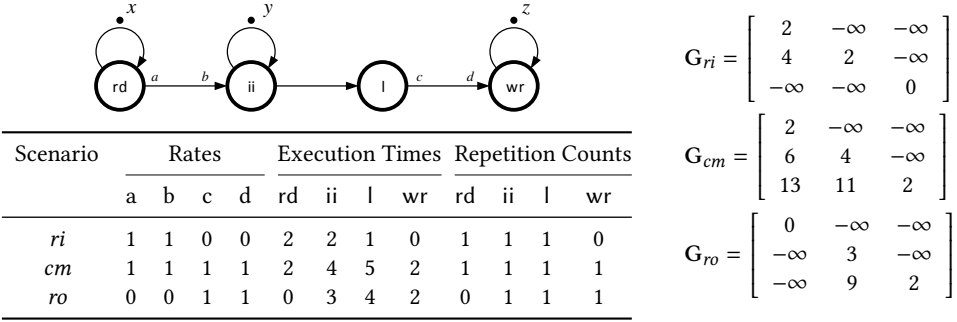 x y z
rd a b ii l c d wr
Scenario Rates Execution Times Repetition Counts
a b c d rd ii l wr rd ii l wr
ri 1 1 0 0 2 2 1 0 1 1 1 0
cm 1 1 1 1 2 4 5 2 1 1 1 1
ro 0 0 1 1 0 3 4 2 0 1 1 1
G_ri = [ 2 −∞ −∞
4 2 −∞
−∞ −∞ 0 ]
G_cm = [ 2 −∞ −∞
6 4 −∞
13 11 2 ]
G_ro = [ 0 −∞ −∞
−∞ 3 −∞
−∞ 9 2 ]